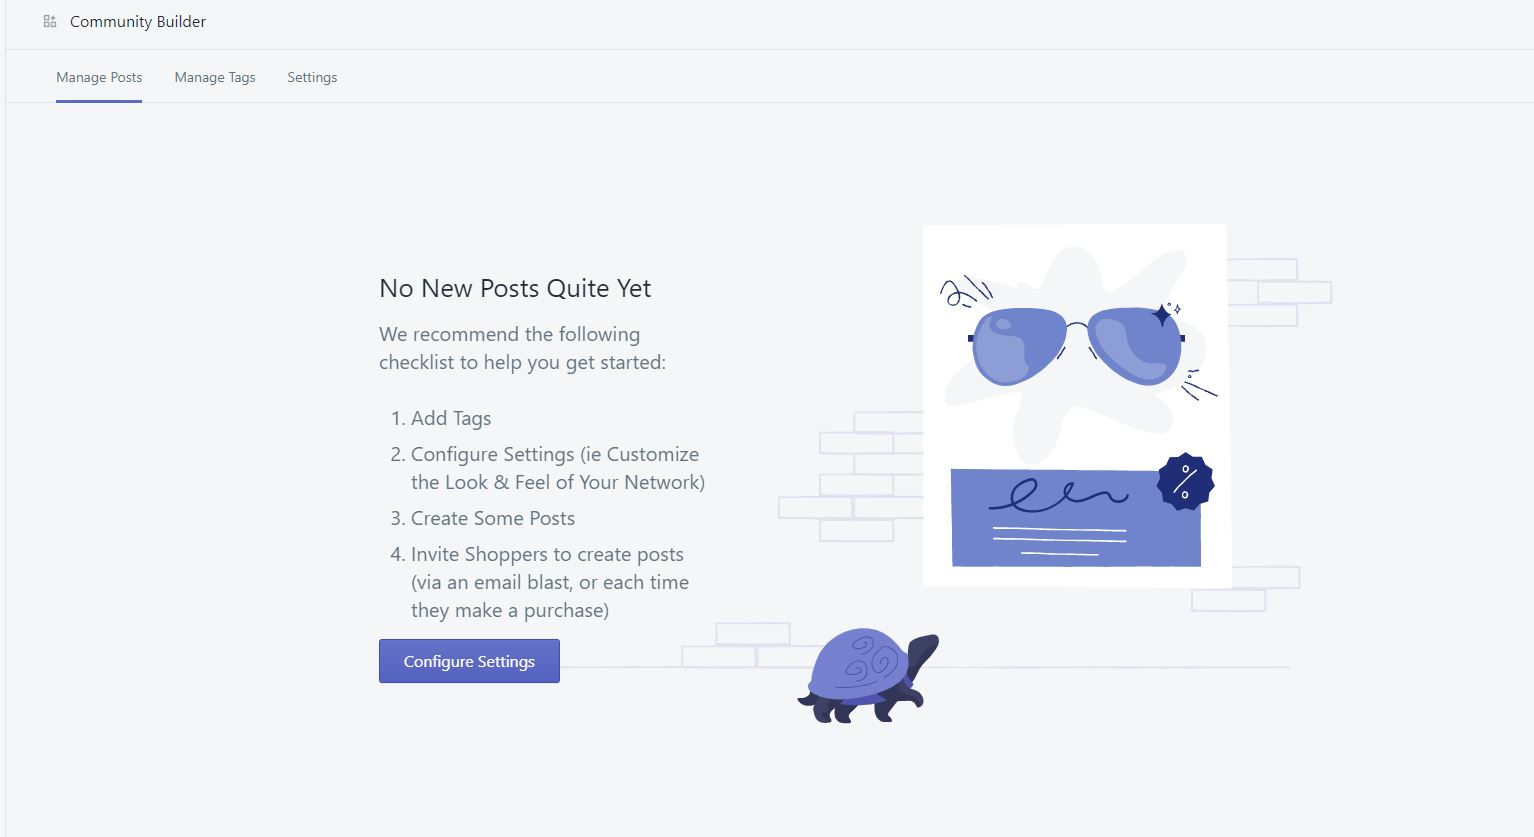 Community Builder
Manage Posts
Manage Tags
Settings
No New Posts Quite Yet
We recommend the following
checklist to help you get started:
1. Add Tags
2. Configure Settings (ie Customize
the Look & Feel of Your Network)
3. Create Some Posts
4. Invite Shoppers to create posts
(via an email blast, or each time
they make a purchase)
Configure Settings
%